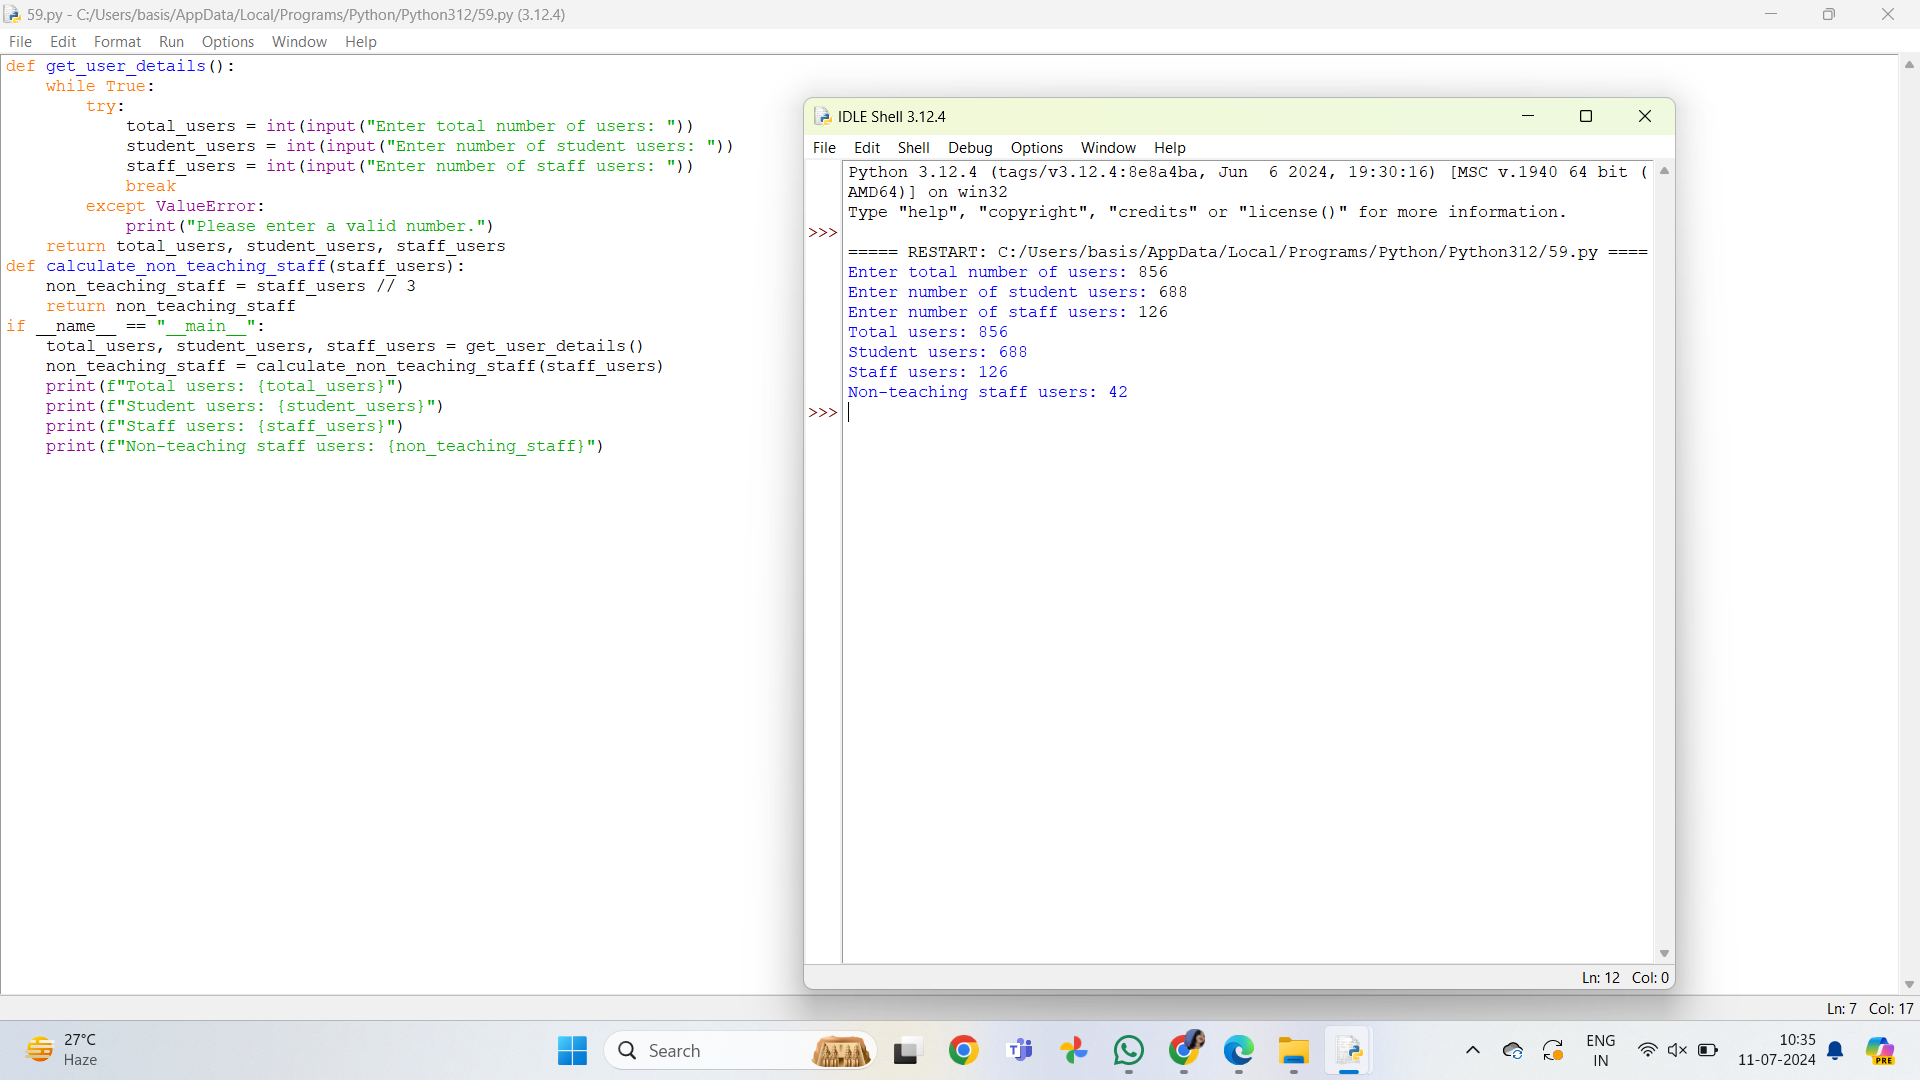 59.py - C:/Users/basis/AppData/Local/Programs/Python/Python312/59.py (3.12.4)
File Edit Format Run Options Window Help
def get_user_details():
    while True:
        try:
            total_users = int(input("Enter total number of users: "))
            student_users = int(input("Enter number of student users: "))
            staff_users = int(input("Enter number of staff users: "))
            break
        except ValueError:
            print("Please enter a valid number.")
    return total_users, student_users, staff_users
def calculate_non_teaching_staff(staff_users):
    non_teaching_staff = staff_users // 3
    return non_teaching_staff
if __name__ == "__main__":
    total_users, student_users, staff_users = get_user_details()
    non_teaching_staff = calculate_non_teaching_staff(staff_users)
    print(f"Total users: {total_users}")
    print(f"Student users: {student_users}")
    print(f"Staff users: {staff_users}")
    print(f"Non-teaching staff users: {non_teaching_staff}")
IDLE Shell 3.12.4
File Edit Shell Debug Options Window Help
Python 3.12.4 (tags/v3.12.4:8e8a4ba, Jun  6 2024, 19:30:16) [MSC v.1940 64 bit (
AMD64)] on win32
Type "help", "copyright", "credits" or "license()" for more information.
>>>
===== RESTART: C:/Users/basis/AppData/Local/Programs/Python/Python312/59.py ====
Enter total number of users: 856
Enter number of student users: 688
Enter number of staff users: 126
Total users: 856
Student users: 688
Staff users: 126
Non-teaching staff users: 42
>>>
Ln: 12 Col: 0
Ln: 7 Col: 17
27°C
Haze
Search
ENG
IN
10:35
11-07-2024
PRE